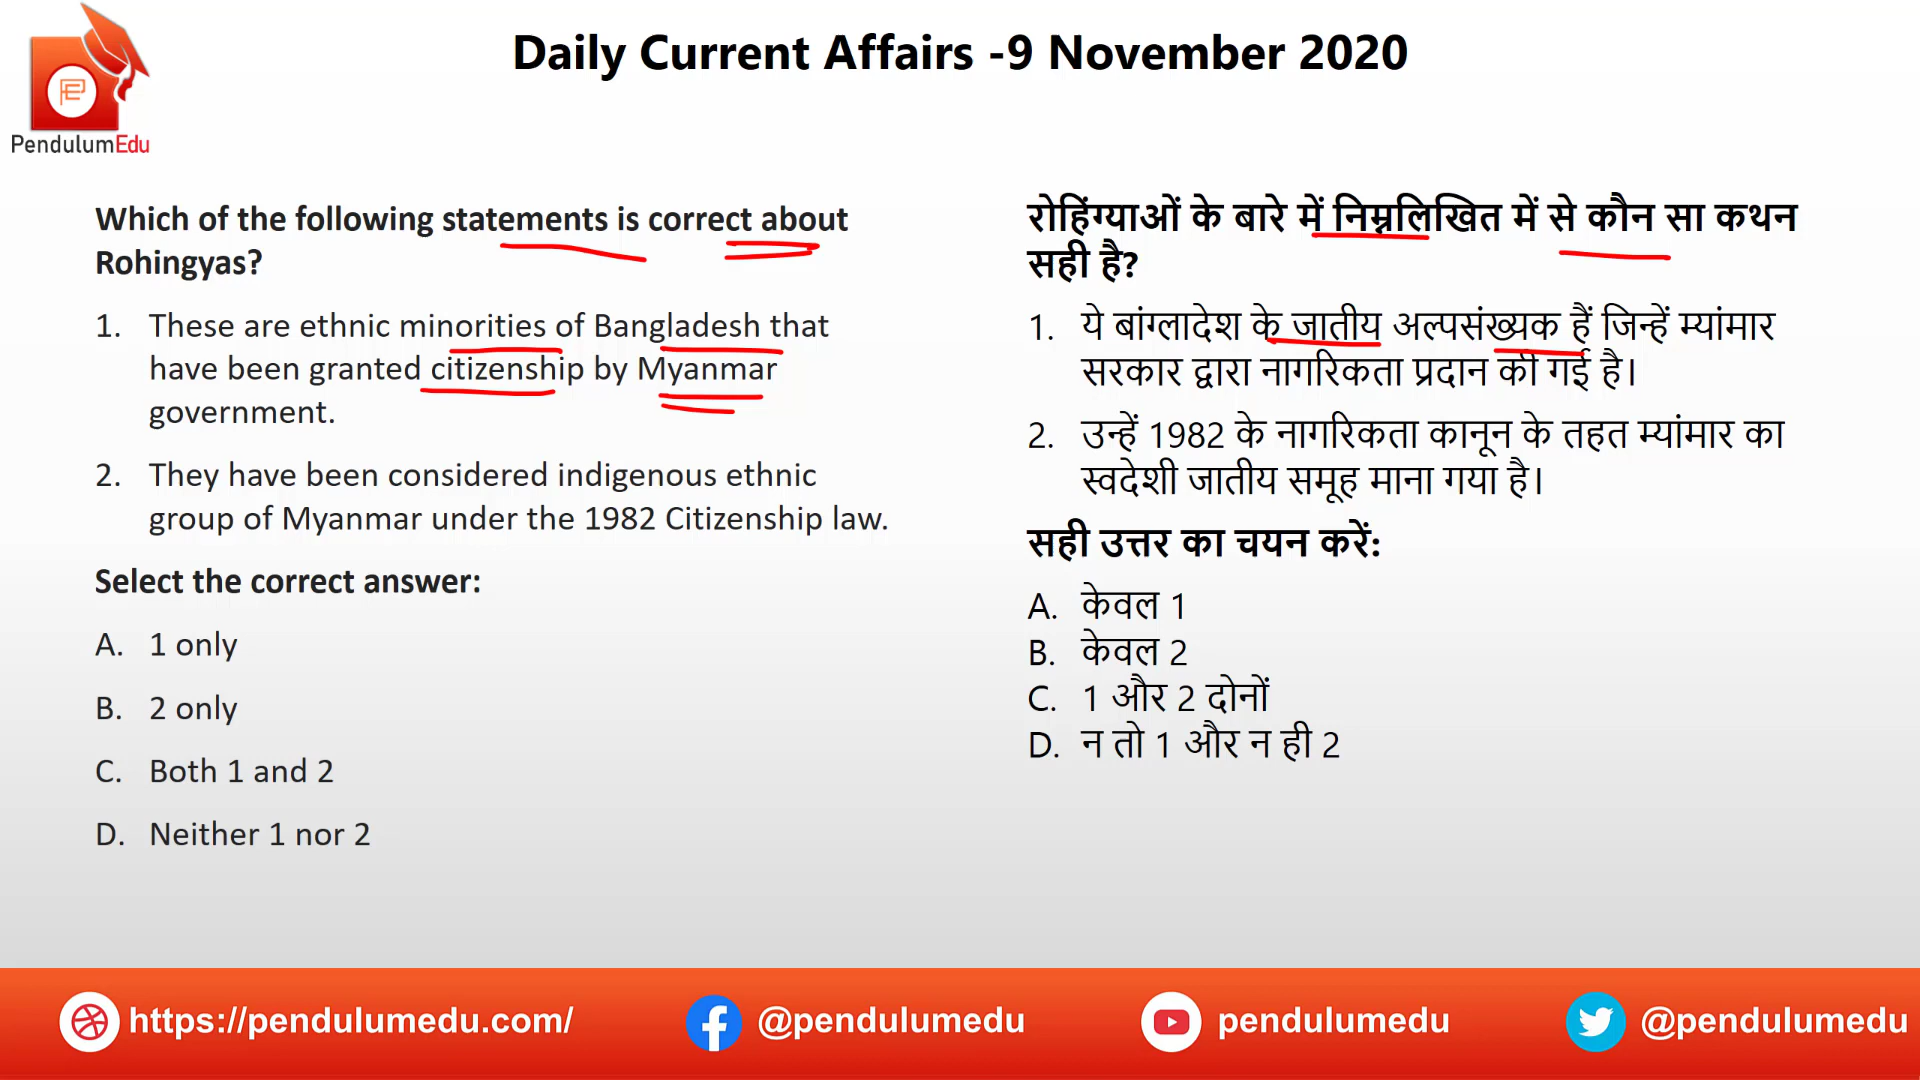 Daily Current Affairs -9 November 2020
PendulumEdu
Which of the following statements is correct about
Rohingyas?
1. These are ethnic minorities of Bangladesh that
have been granted citizenship by Myanmar
government.
2. They have been considered indigenous ethnic
group of Myanmar under the 1982 Citizenship law.
Select the correct answer:
A. 1 only
B. 2 only
C. Both 1 and 2
D. Neither 1 nor 2
रोहिंग्याओं के बारे में निम्नलिखित में से कौन सा कथन
सही है?
1. ये बांग्लादेश के जातीय अल्पसंख्यक हैं जिन्हें म्यांमार
सरकार द्वारा नागरिकता प्रदान की गई है।
2. उन्हें 1982 के नागरिकता कानून के तहत म्यांमार का
स्वदेशी जातीय समूह माना गया है।
सही उत्तर का चयन करें:
A. केवल 1
B. केवल 2
C. 1 और 2 दोनों
D. न तो 1 और न ही 2
https://pendulumedu.com/
@pendulumedu
pendulumedu
@pendulumedu